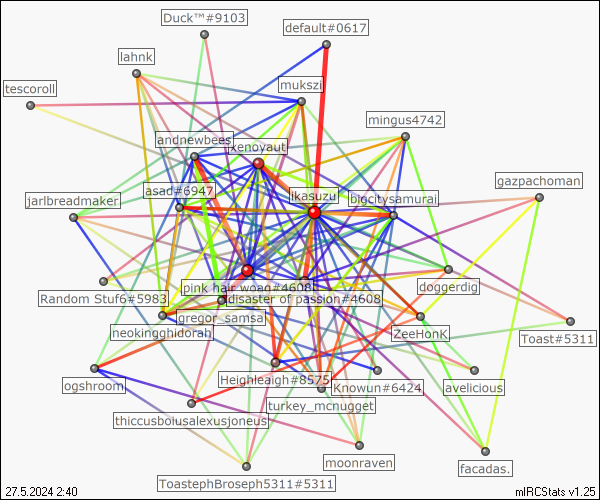 Duck™#9103
default#0617
lahnk
mukszi
tescoroll
mingus4742
andnewbees
xenoyaut
gazpachoman
asad#6947
Ikasuzu
bigcitysamurai
jarlbreadmaker
doggerdig
pink hair wong#4608
disaster of passion#4608
Random Stuf6#5983
gregor_samsa
neokingghidorah
ZeeHonK
Toast#5311
ogshroom
Heighleaigh#8575
Knowun#6424
avelicious
turkey_mcnugget
thiccusboiusalexusjoneus
moonraven
facadas.
ToastephBroseph5311#5311
27.5.2024 2:40
mIRCStats v1.25